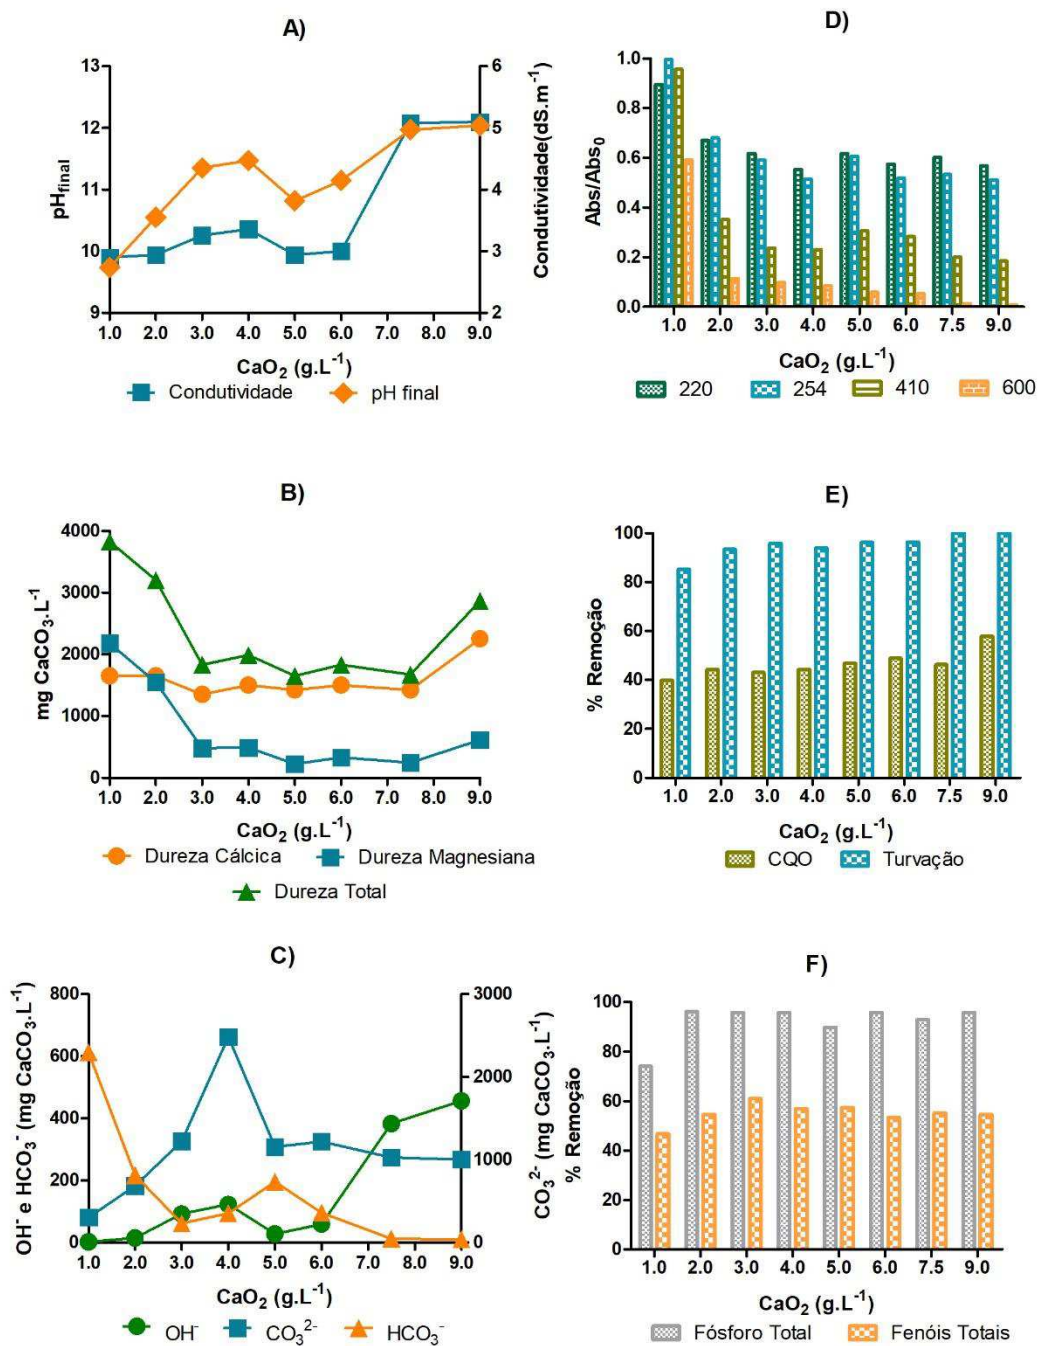 A)
13
12
11
10
9
pH_final
6
5
4
3
2
Condutividade(dS.m⁻¹)
1.0 2.0 3.0 4.0 5.0 6.0 7.0 8.0 9.0
CaO₂ (g.L⁻¹)
Condutividade pH final
D)
1.0
0.8
0.6
0.4
0.2
0.0
Abs/Abs₀
1.0 2.0 3.0 4.0 5.0 6.0 7.5 9.0
CaO₂ (g.L⁻¹)
220 254 410 600
B)
4000
3000
2000
1000
0
mg CaCO₃.L⁻¹
1.0 2.0 3.0 4.0 5.0 6.0 7.0 8.0 9.0
CaO₂ (g.L⁻¹)
Dureza Cálcica Dureza Magnesiana
Dureza Total
E)
100
80
60
40
20
0
% Remoção
1.0 2.0 3.0 4.0 5.0 6.0 7.5 9.0
CaO₂ (g.L⁻¹)
CQO Turvação
C)
800
600
400
200
0
OH⁻ e HCO₃⁻ (mg CaCO₃.L⁻¹)
3000
2000
1000
0
CO₃²⁻ (mg CaCO₃.L⁻¹)
1.0 2.0 3.0 4.0 5.0 6.0 7.0 8.0 9.0
CaO₂ (g.L⁻¹)
OH⁻ CO₃²⁻ HCO₃⁻
F)
100
80
60
40
20
0
% Remoção
1.0 2.0 3.0 4.0 5.0 6.0 7.5 9.0
CaO₂ (g.L⁻¹)
Fósforo Total Fenóis Totais